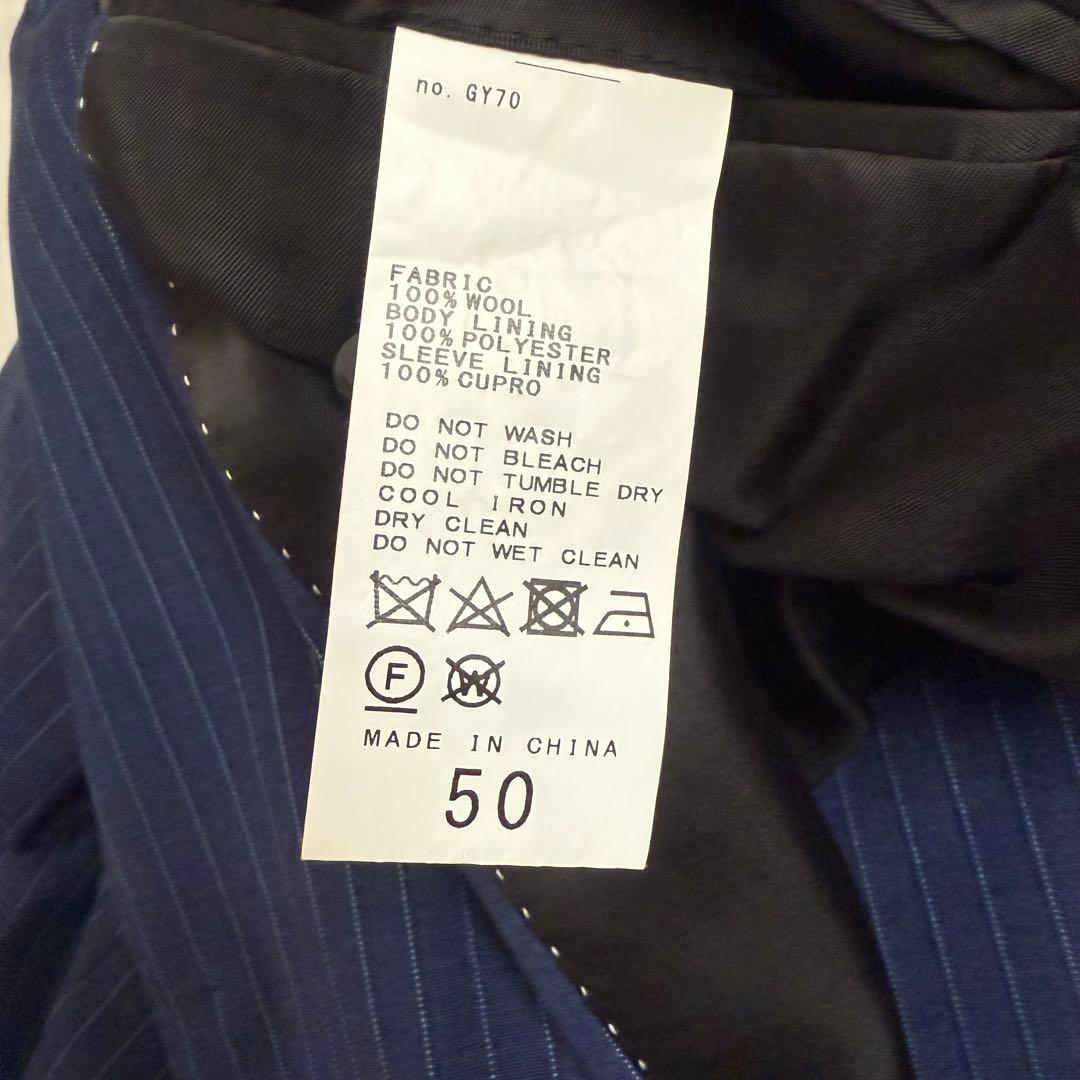 no. GY70
FABRIC
100% WOOL
BODY LINING
100% POLYESTER
SLEEVE LINING
100% CUPRO
DO NOT WASH
DO NOT BLEACH
DO NOT TUMBLE DRY
COOL IRON
DRY CLEAN
DO NOT WET CLEAN
F W
MADE IN CHINA
50